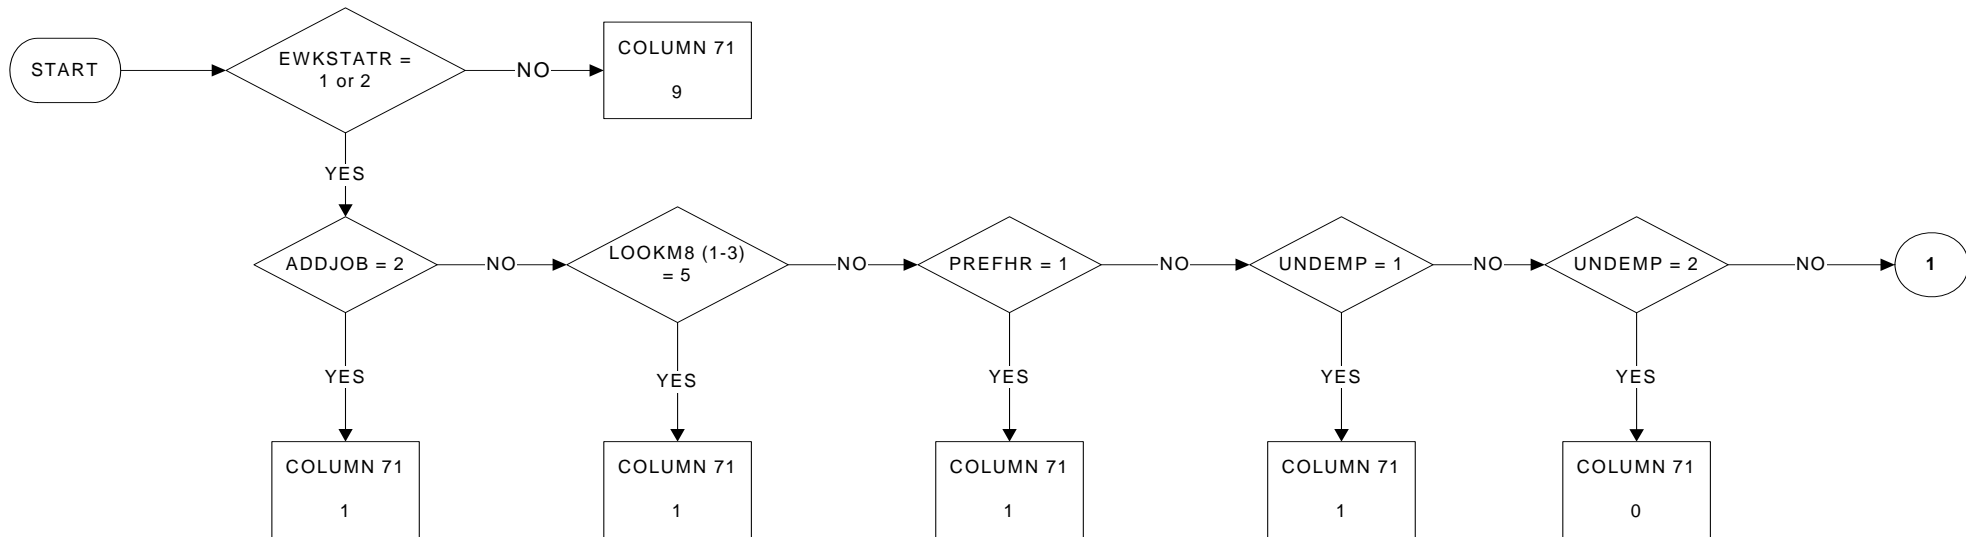 START
EWKSTATR =
1 or 2
NO
COLUMN 71
9
YES
ADDJOB = 2
NO
LOOKM8 (1-3)
= 5
NO
PREFHR = 1
NO
UNDEMP = 1
NO
UNDEMP = 2
NO
1
YES
YES
YES
YES
YES
COLUMN 71
1
COLUMN 71
1
COLUMN 71
1
COLUMN 71
1
COLUMN 71
0